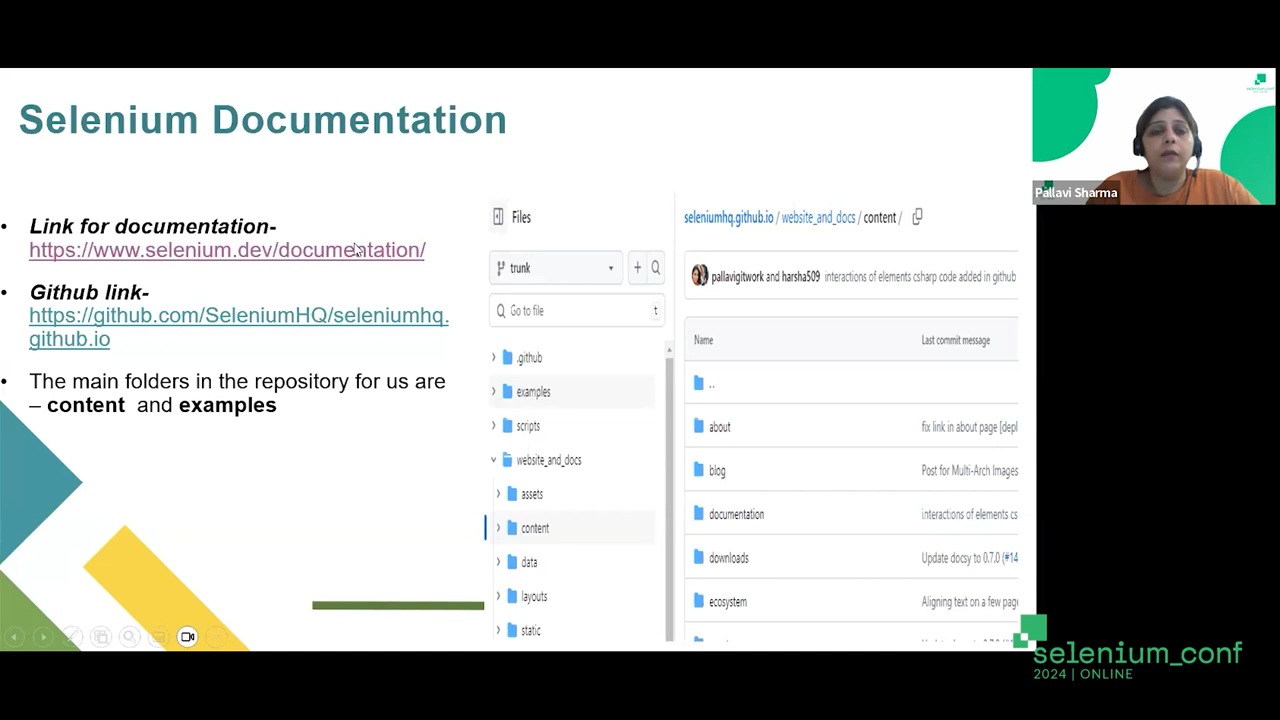 Selenium Documentation
• Link for documentation-
https://www.selenium.dev/documentation/
• Github link-
https://github.com/SeleniumHQ/seleniumhq.
github.io
• The main folders in the repository for us are
– content and examples
Files
trunk
Go to file
t
.github
examples
scripts
website_and_docs
assets
content
data
layouts
static
seleniumhq.github.io / website_and_docs / content /
pallavigitwork and harsha509 interactions of elements csharp code added in github
Name Last commit message
..
about fix link in about page [depl
blog Post for Multi-Arch Images
documentation interactions of elements cs
downloads Update docsy to 0.7.0 (#14
ecosystem Aligning text on a few page
Pallavi Sharma
selenium_conf
2024 | ONLINE